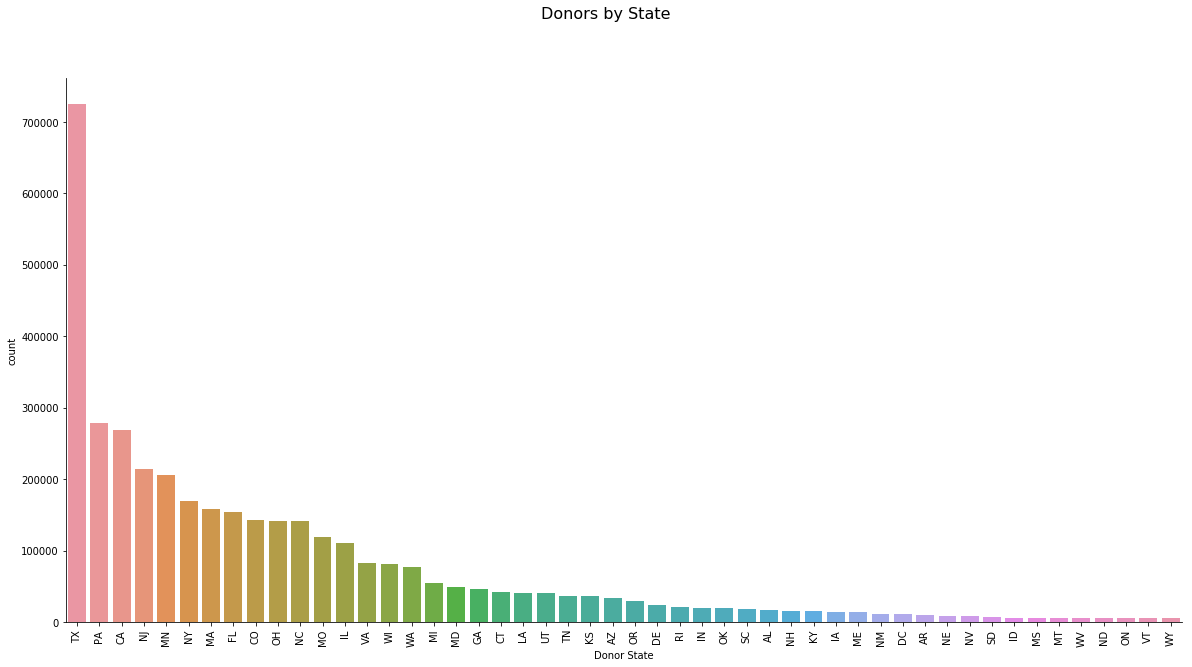 Donors by State
700000
600000
500000
400000
300000
200000
100000
0
count
TX PA CA NJ MN NY MA FL CO OH NC MO IL VA WI WA MI MD GA CT LA UT TN KS AZ OR DE RI IN OK SC AL NH KY IA ME NM DC AR NE NV SD ID MS MT WV ND ON VT WY
Donor State